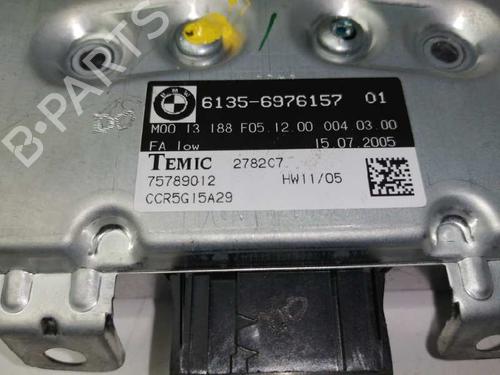 BMW
6135-6976157 01
M00 13 188 F05.12.00 004 03.00
FA low 15.07.2005
TEMIC 2782C7
75789012 HW11/05
CCR5G15A29